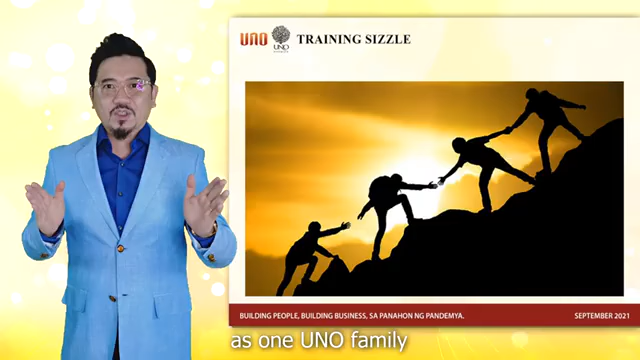 UNO UNO TRAINING SIZZLE
BUILDING PEOPLE, BUILDING BUSINESS, SA PANAHON NG PANDEMYA. SEPTEMBER 2021
as one UNO family